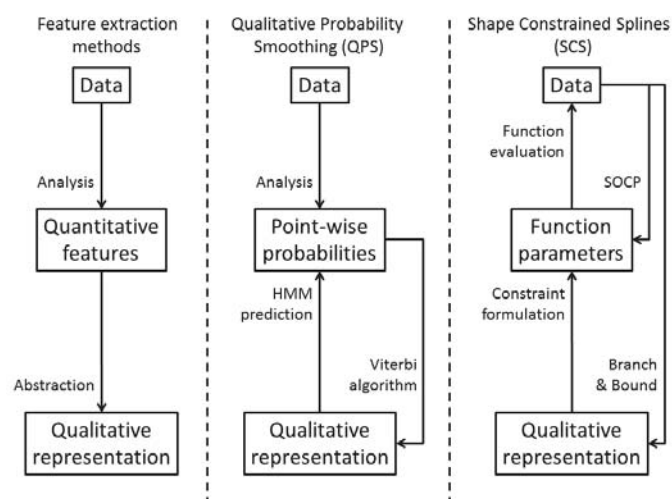 Feature extraction
methods
Data
Analysis
Quantitative
features
Abstraction
Qualitative
representation
Qualitative Probability
Smoothing (QPS)
Data
Analysis
Point-wise
probabilities
HMM
prediction
Viterbi
algorithm
Qualitative
representation
Shape Constrained Splines
(SCS)
Data
Function
evaluation
SOCP
Function
parameters
Constraint
formulation
Branch
& Bound
Qualitative
representation